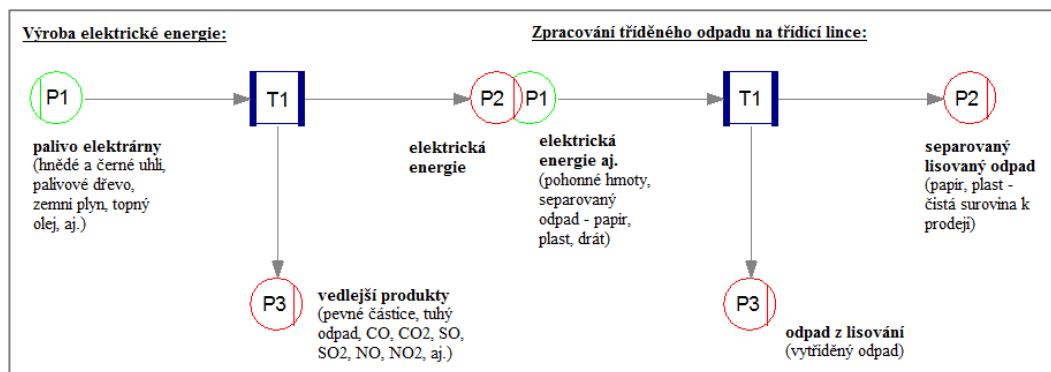 Výroba elektrické energie:
Zpracování tříděného odpadu na třídící lince:
P1
T1
P2
P1
T1
P2
palivo elektrárny
(hnědé a černé uhlí,
palivové dřevo,
zemni plyn, topný
olej, aj.)
elektrická
energie
elektrická
energie aj.
(pohonné hmoty,
separovaný
odpad - papír,
plast, drát)
separovaný
lisovaný odpad
(papír, plast -
čistá surovina k
prodeji)
P3
vedlejší produkty
(pevné částice, tuhý
odpad, CO, CO2, SO,
SO2, NO, NO2, aj.)
P3
odpad z lisování
(vytříděný odpad)